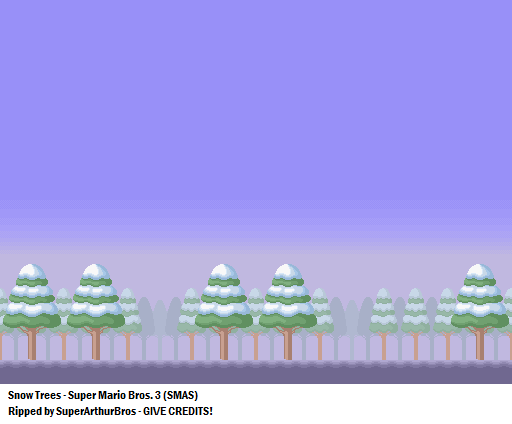 Snow Trees - Super Mario Bros. 3 (SMAS)
Ripped by SuperArthurBros - GIVE CREDITS!